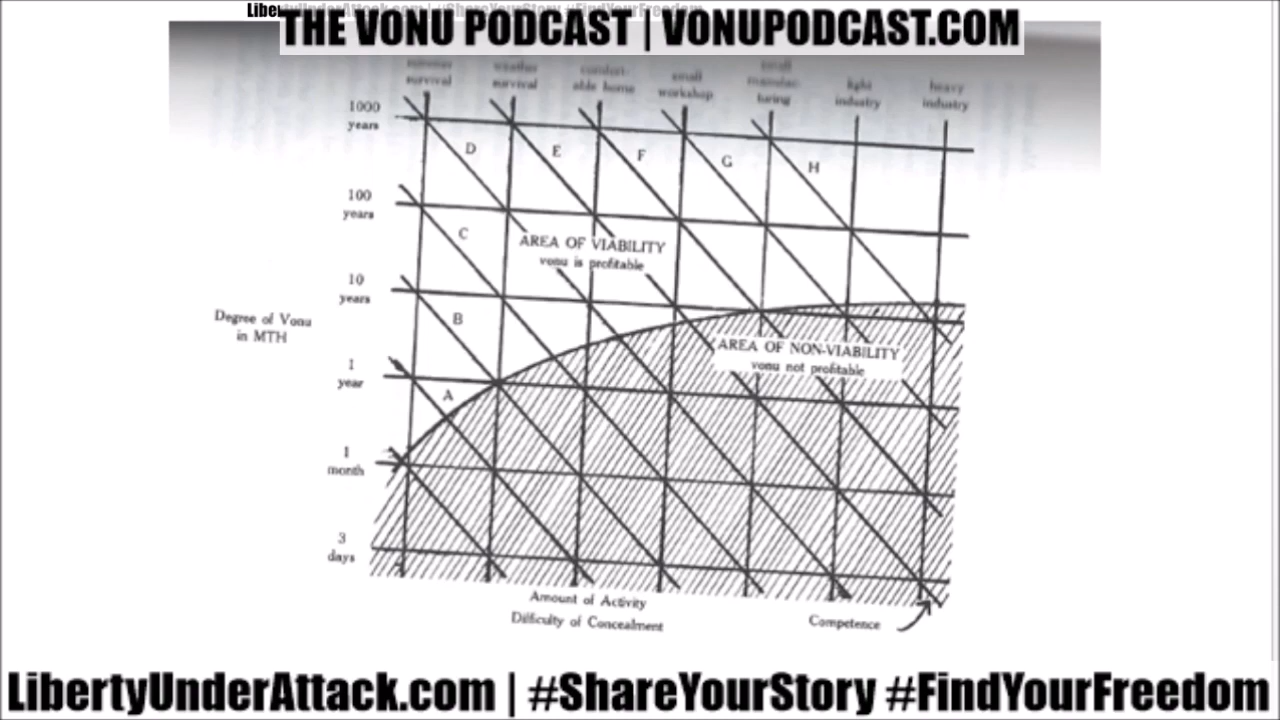 THE VONU PODCAST | VONUPODCAST.COM
survival
weather
survival
comfort-
able home
small
workshop
small
manufac-
turing
light
industry
heavy
industry
1000
years
D
E
F
G
H
100
years
C
AREA OF VIABILITY
vonu is profitable
10
years
B
Degree of Vonu
in MTH
AREA OF NON-VIABILITY
vonu not profitable
1
year
A
1
month
3
days
Amount of Activity
Difficulty of Concealment
Competence
LibertyUnderAttack.com | #ShareYourStory #FindYourFreedom